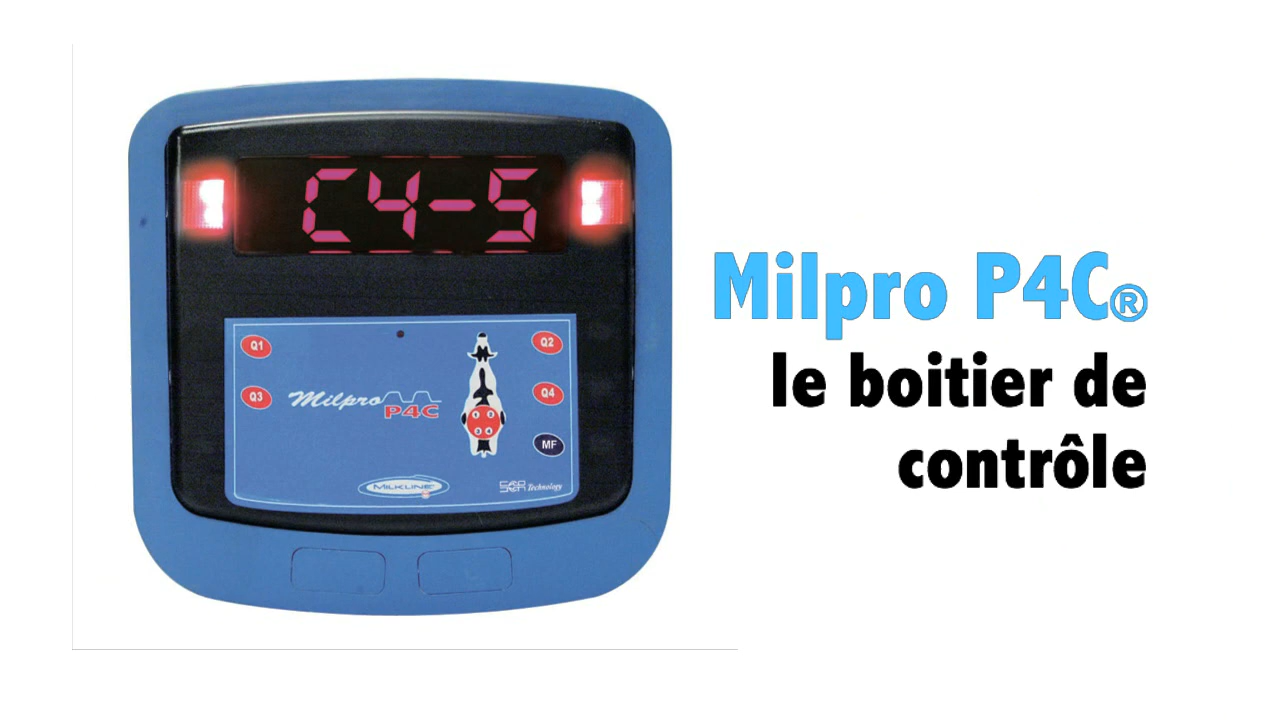 C4-5
Q1
Q2
Q3
Q4
Milpro
P4C
MF
MILKLINE
Technology
Milpro P4C®
le boitier de
contrôle